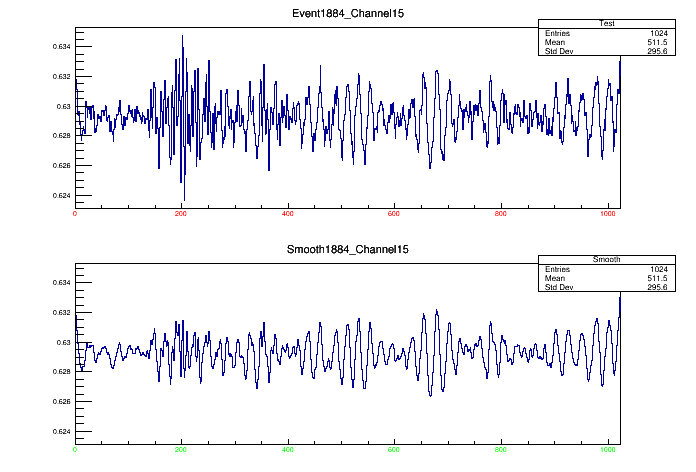 Event1884_Channel15
Test
Entries 1024
Mean 511.5
Std Dev 295.6
0.634
0.632
0.63
0.628
0.626
0.624
0 200 400 600 800 1000
Smooth1884_Channel15
Smooth
Entries 1024
Mean 511.5
Std Dev 295.6
0.634
0.632
0.63
0.628
0.626
0.624
0 200 400 600 800 1000